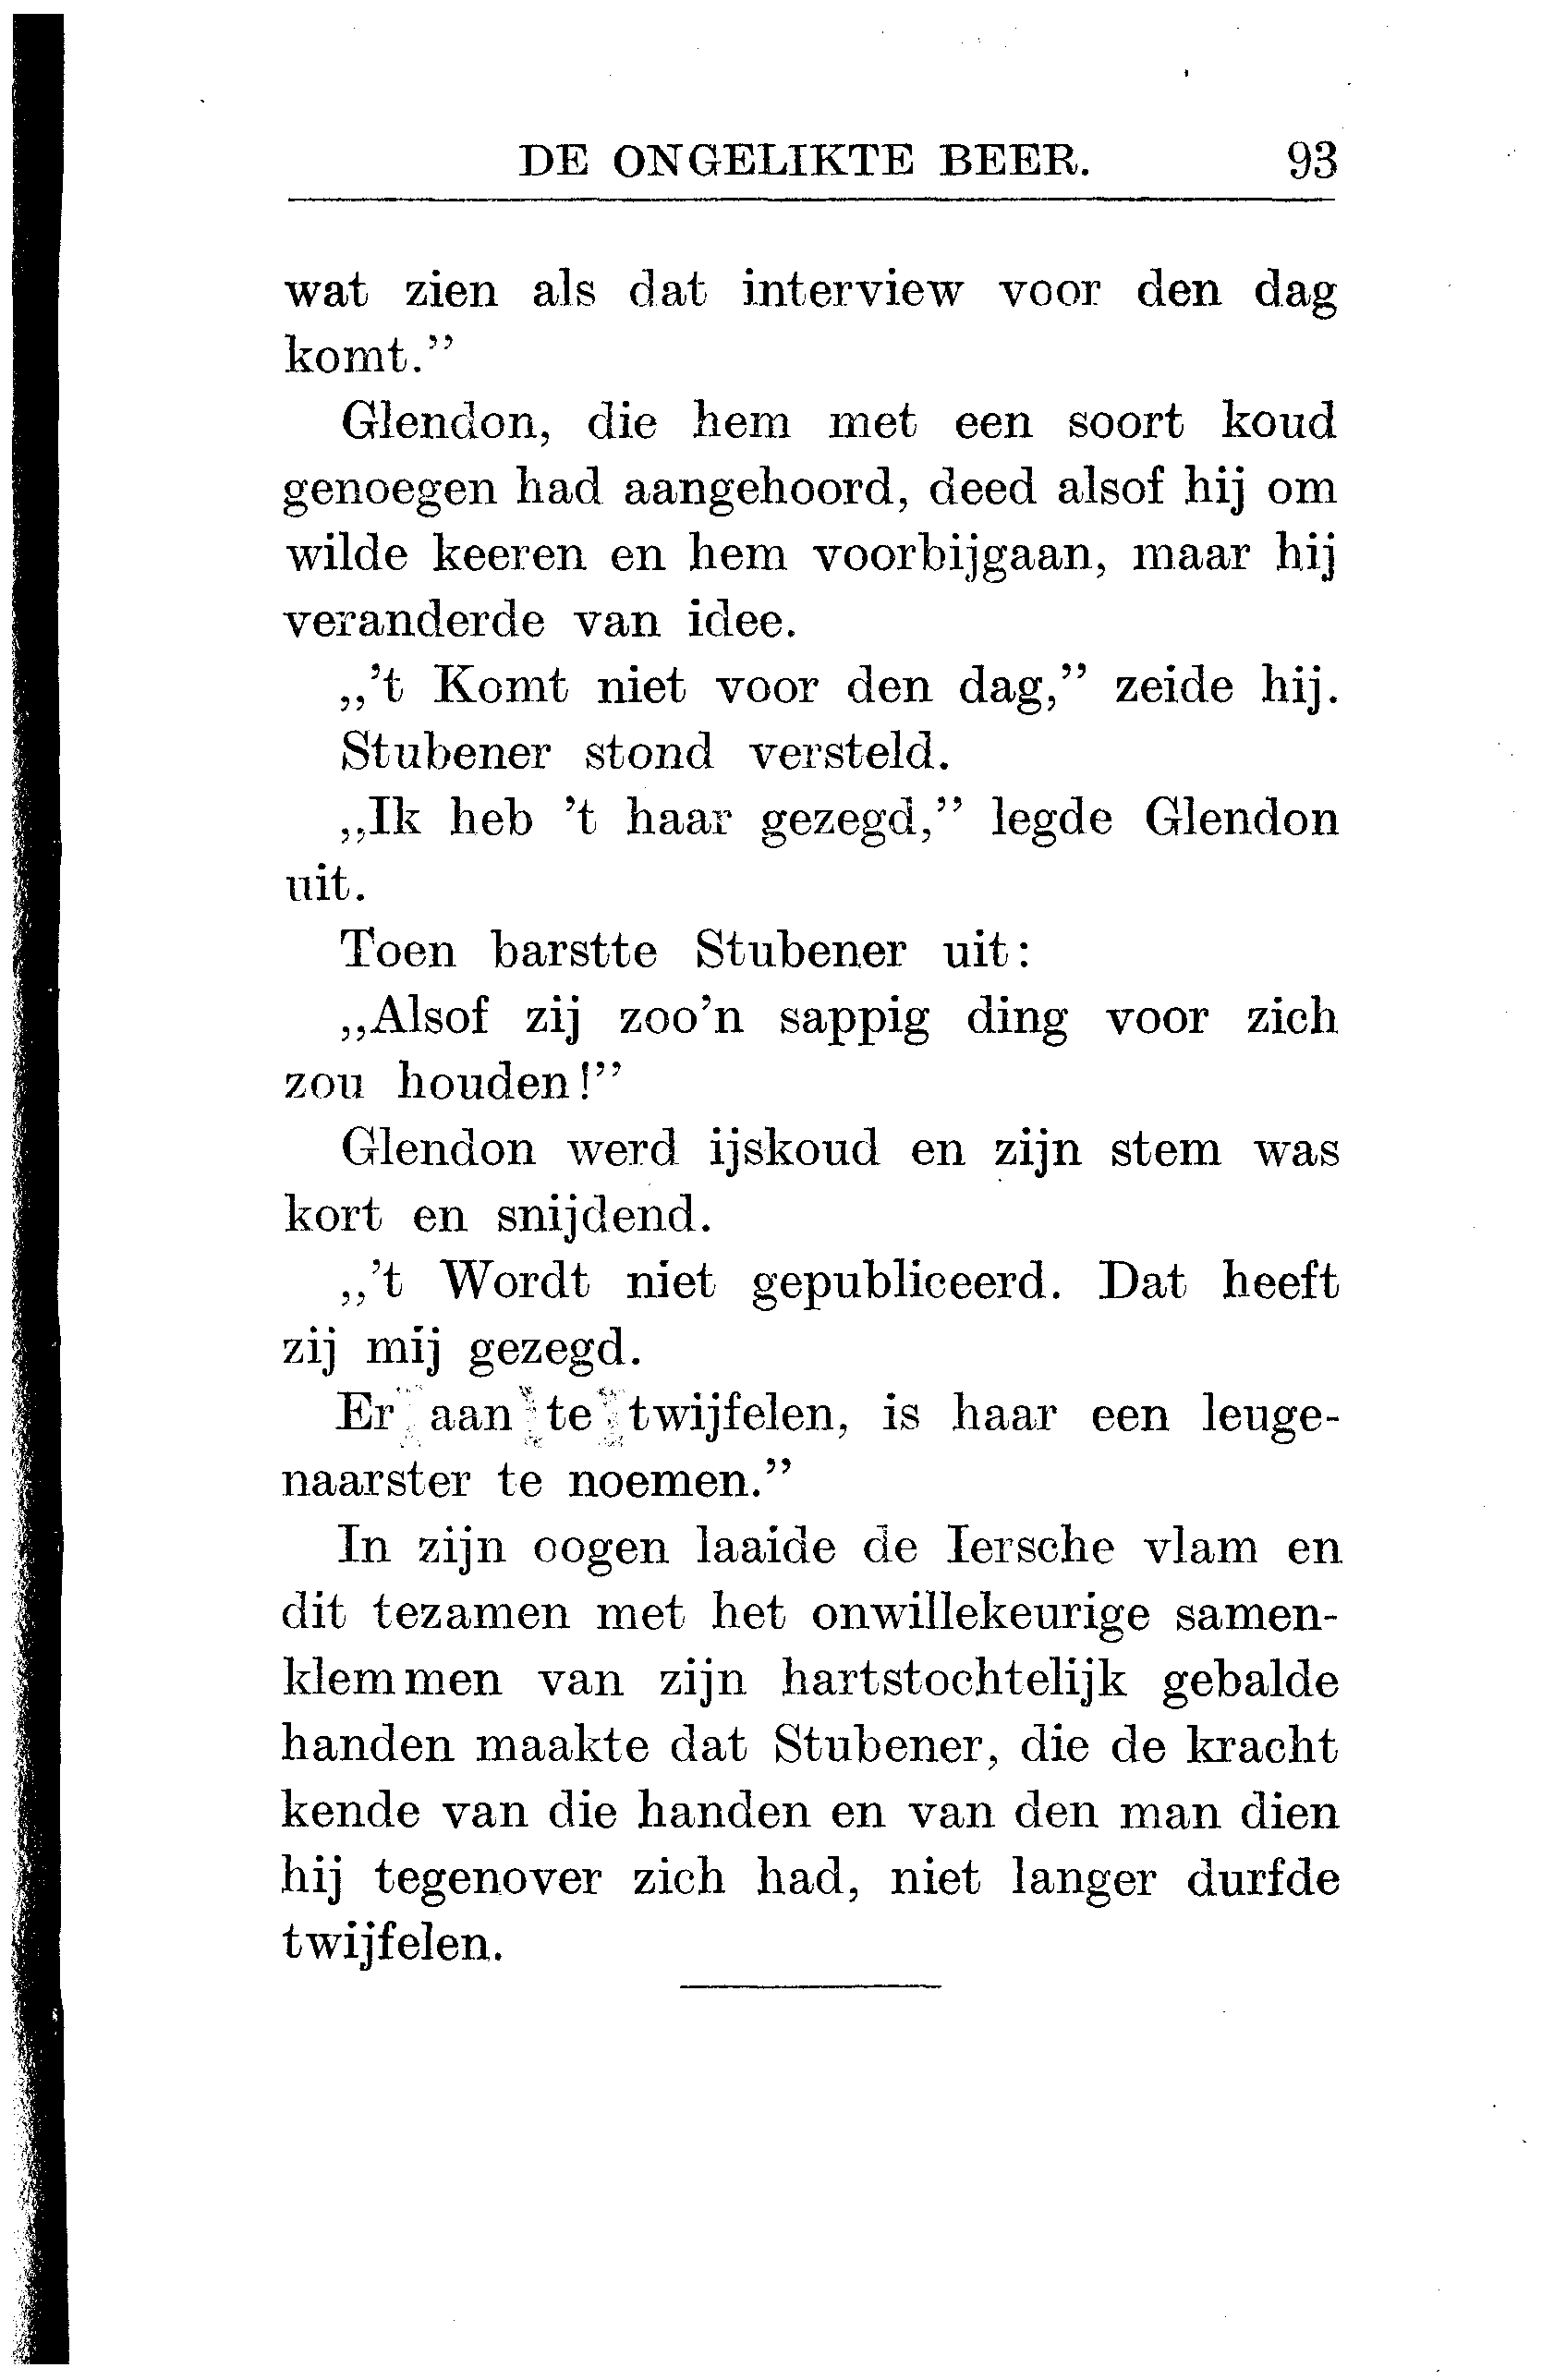 DE ONGELIKTE BEER. 93
wat zien als dat interview voor den dag
komt.”
Glendon, die hem met een soort koud
genoegen had aangehoord, deed alsof hij om
wilde keeren en hem voorbijgaan, maar hij
veranderde van idee.
„’t Komt niet voor den dag,” zeide hij.
Stubener stond versteld.
„Ik heb ’t haar gezegd,” legde Glendon
uit.
Toen barstte Stubener uit:
„Alsof zij zoo’n sappig ding voor zich
zou houden!”
Glendon werd ijskoud en zijn stem was
kort en snijdend.
„’t Wordt niet gepubliceerd. Dat heeft
zij mij gezegd.
Er aan te twijfelen, is haar een leuge-
naarster te noemen.”
In zijn oogen laaide de Iersche vlam en
dit tezamen met het onwillekeurige samen-
klemmen van zijn hartstochtelijk gebalde
handen maakte dat Stubener, die de kracht
kende van die handen en van den man dien
hij tegenover zich had, niet langer durfde
twijfelen.